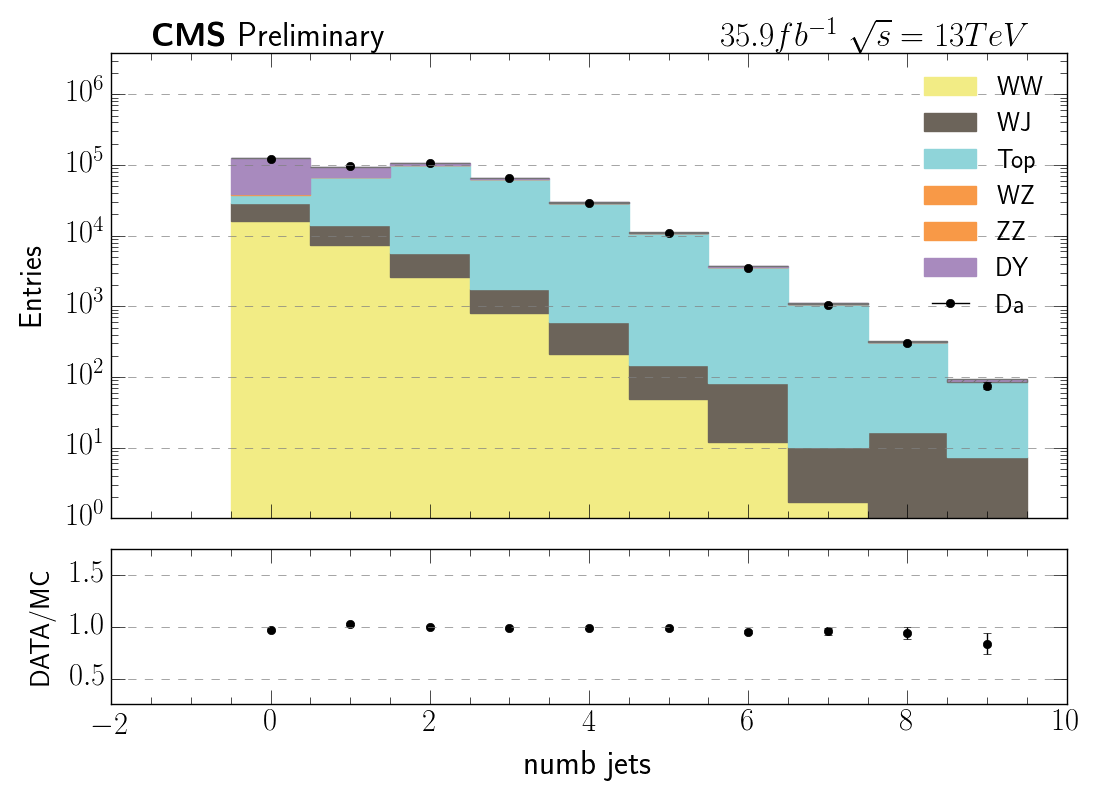 CMS Preliminary 35.9fb⁻¹ √s = 13TeV
10⁶
10⁵
10⁴
10³
10²
10¹
10⁰
Entries
WW
WJ
Top
WZ
ZZ
DY
Da
1.5
1.0
0.5
DATA/MC
−2 0 2 4 6 8 10
numb jets